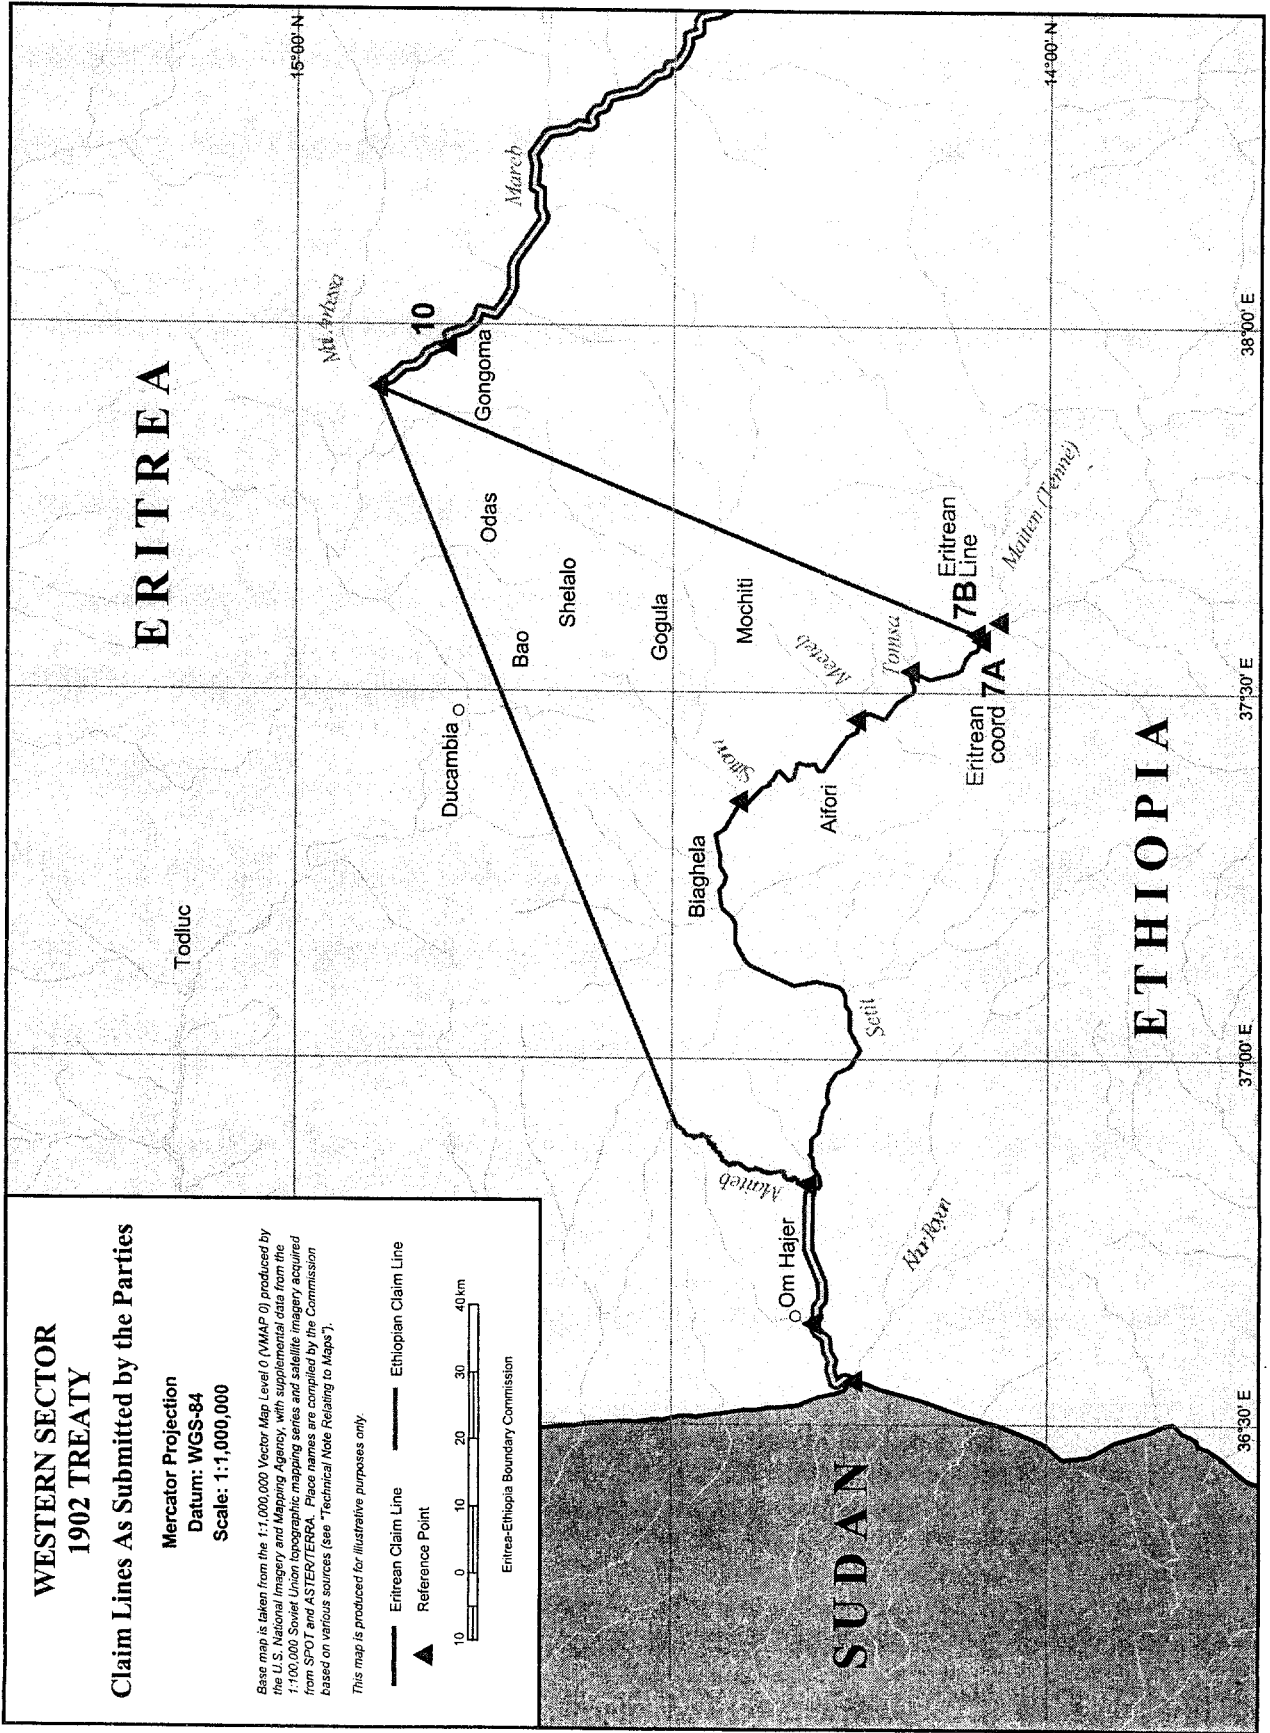 WESTERN SECTOR
1902 TREATY
Claim Lines As Submitted by the Parties
Mercator Projection
Datum: WGS-84
Scale: 1:1,000,000
Base map is taken from the 1:1,000,000 Vector Map Level 0 (VMAP 0) produced by
the U.S. National Imagery and Mapping Agency, with supplemental data from the
1:100,000 Soviet Union topographic mapping series and satellite imagery acquired
from SPOT and ASTER/TERRA. Place names are compiled by the Commission
based on various sources (see "Technical Note Relating to Maps").
This map is produced for illustrative purposes only.
Eritrean Claim Line
Ethiopian Claim Line
Reference Point
10 0 10 20 30 40 km
Eritrea-Ethiopia Boundary Commission
ERITREA
15°00' N
Todluc
Mai Ambessa
Mareb
10
Gongoma
Ducambia
Odas
Bao
Shelalo
Gogula
Mochiti
Biaghela
Sittona
Meeteb
Tomsa
Aifori
Eritrean
7B Line
Eritrean
coord 7A
Maiten (Tenne)
Maieteb
Om Hajer
Setit
Khor Royan
14°00' N
ETHIOPIA
SUDAN
36°30' E
37°00' E
37°30' E
38°00' E